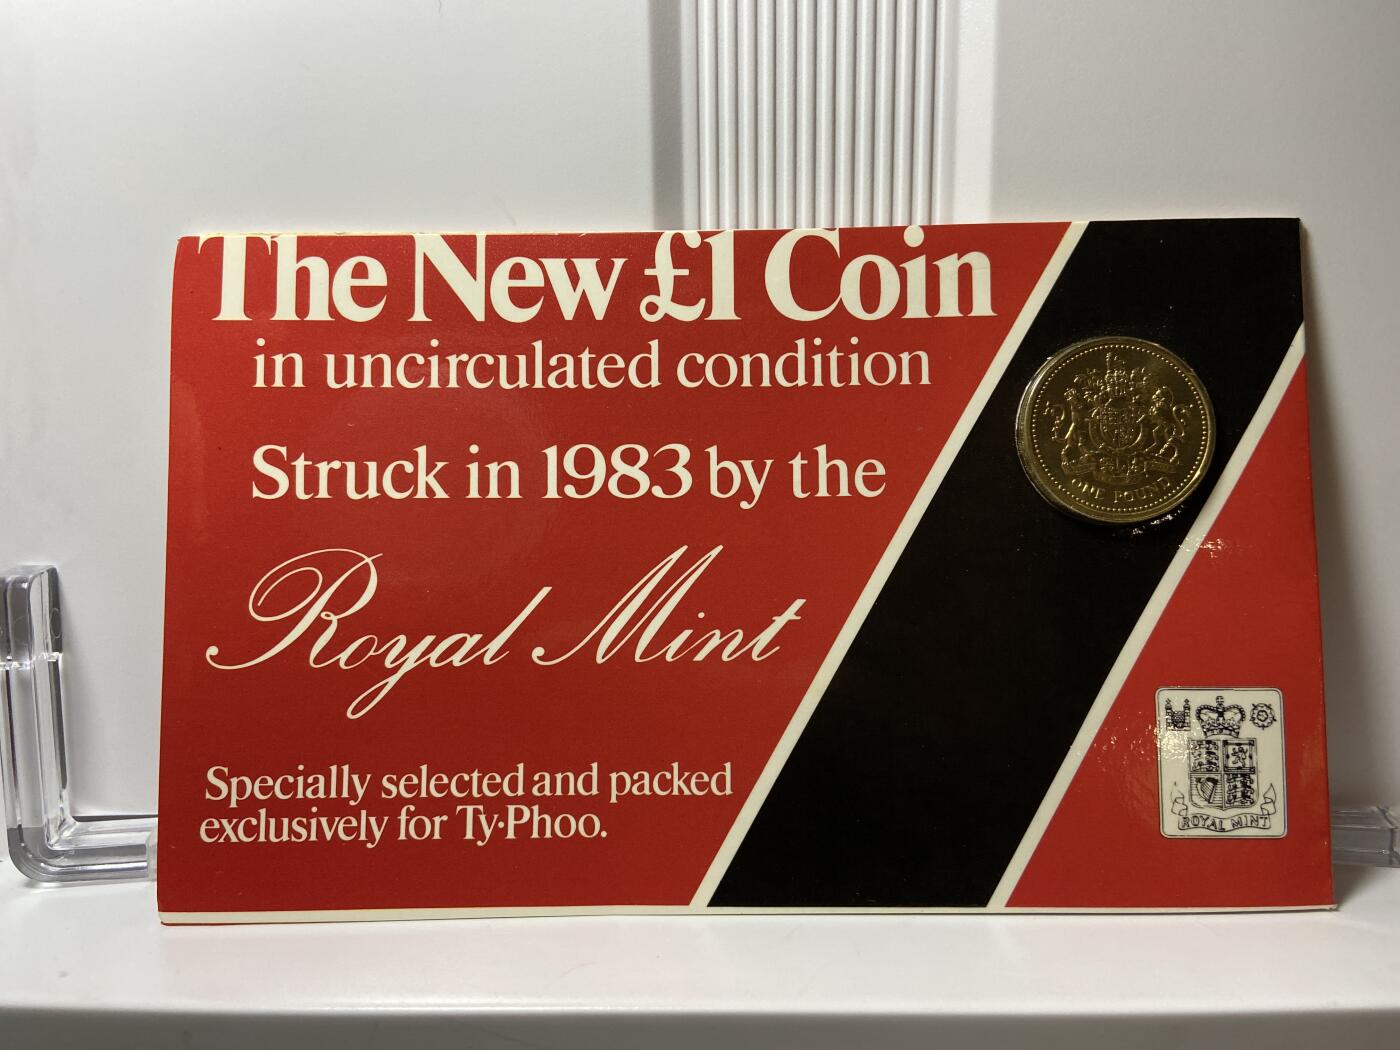 The New £1 Coin
in uncirculated condition
Struck in 1983 by the
Royal Mint
Specially selected and packed
exclusively for Ty·Phoo.
ONE POUND
ROYAL MINT